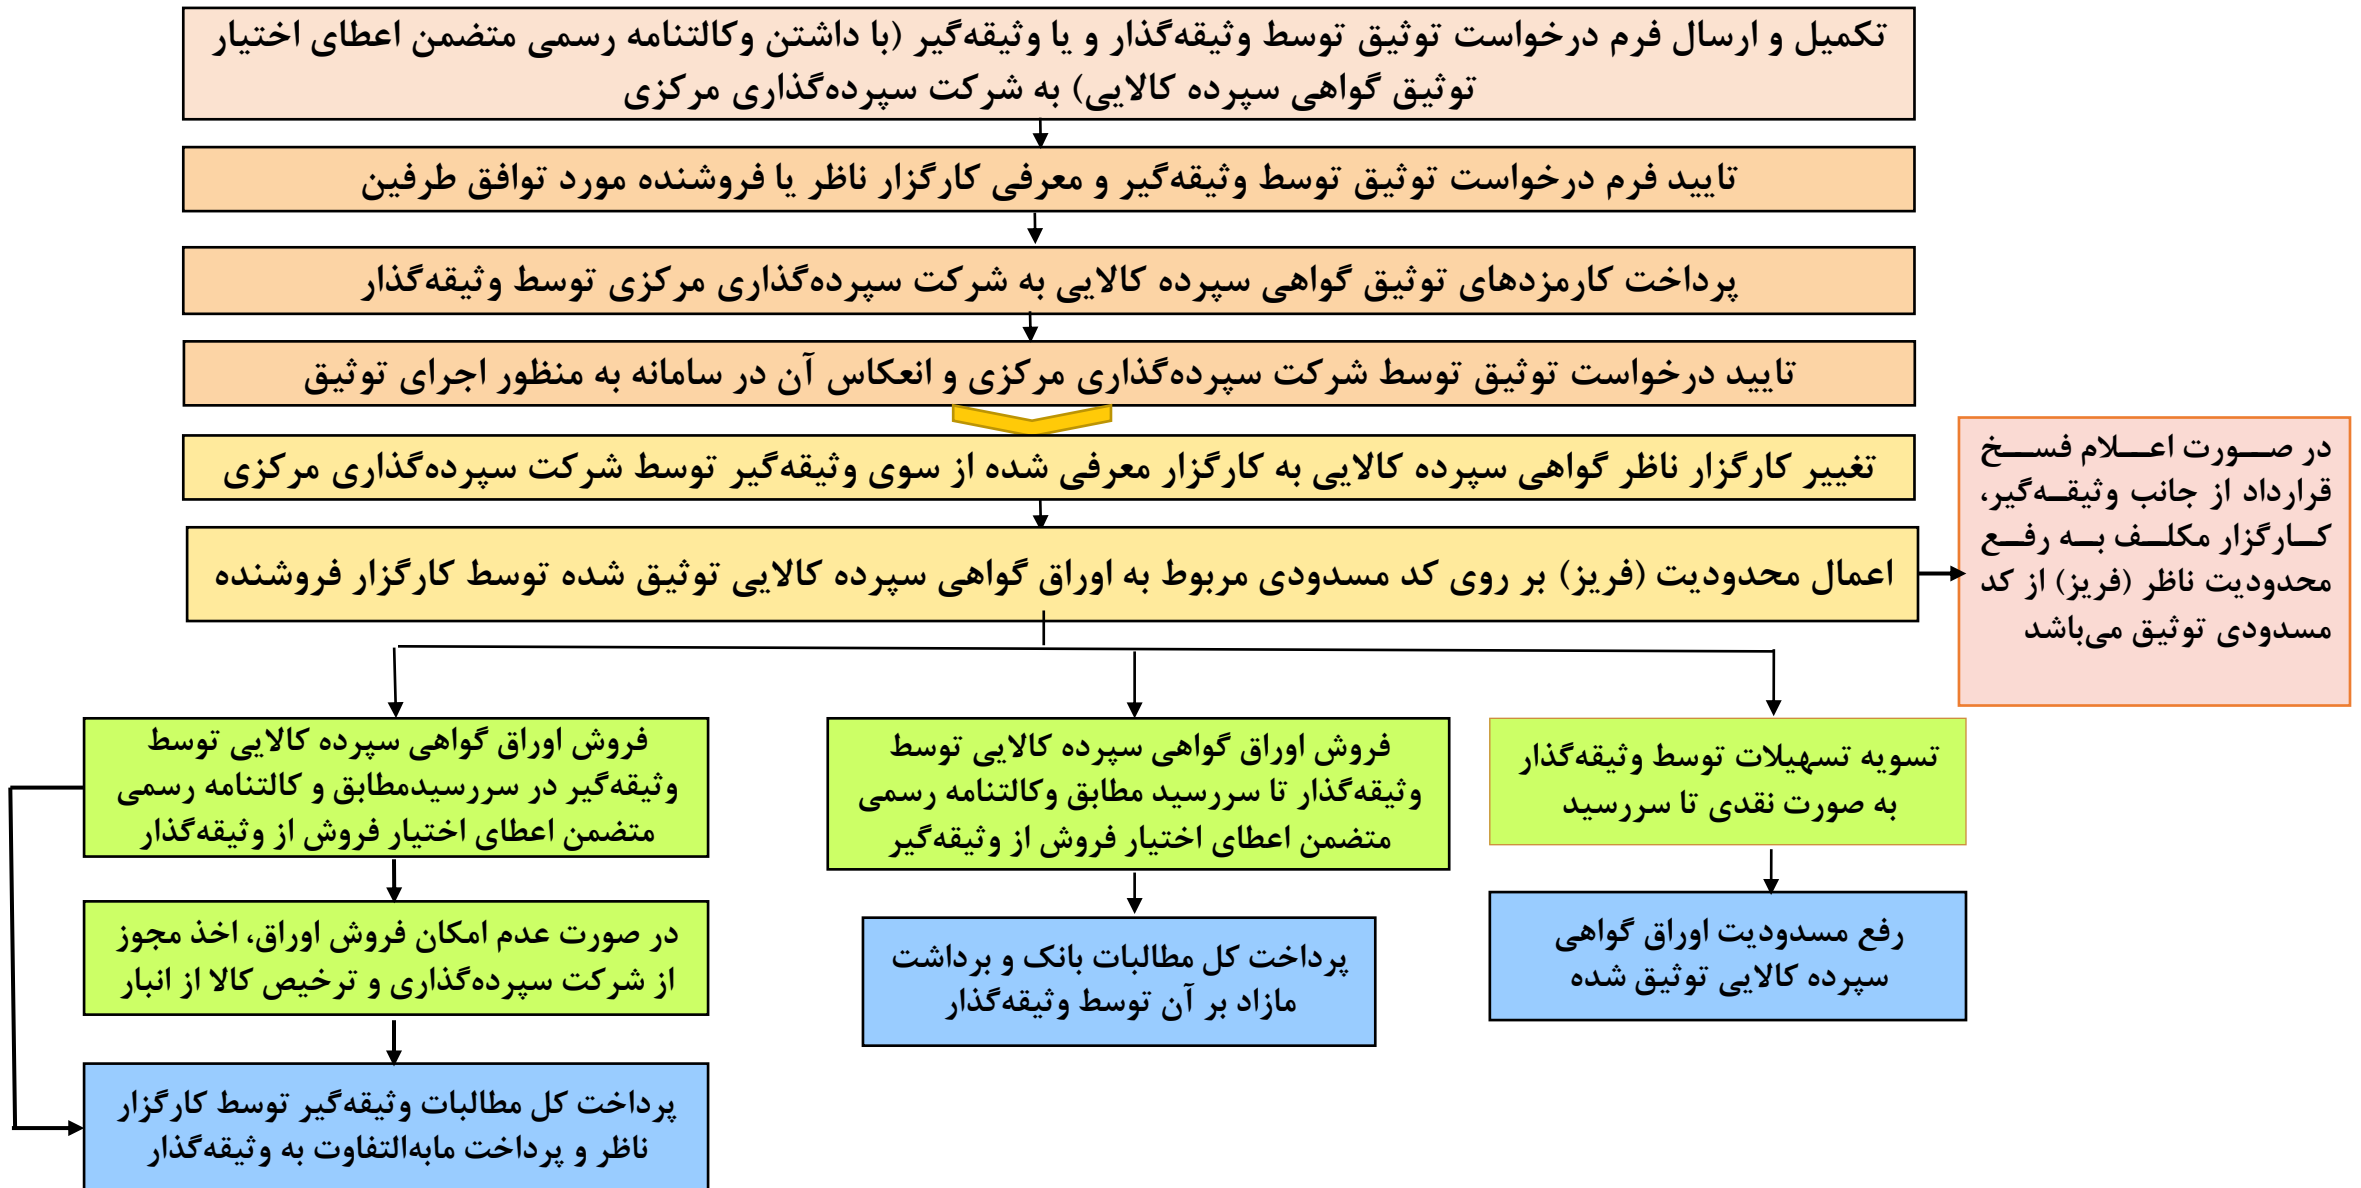 تکمیل و ارسال فرم درخواست توثیق توسط وثیقه‌گذار و یا وثیقه‌گیر (با داشتن وکالتنامه رسمی متضمن اعطای اختیار
توثیق گواهی سپرده کالایی) به شرکت سپرده‌گذاری مرکزی
تایید فرم درخواست توثیق توسط وثیقه‌گیر و معرفی کارگزار ناظر یا فروشنده مورد توافق طرفین
پرداخت کارمزدهای توثیق گواهی سپرده کالایی به شرکت سپرده‌گذاری مرکزی توسط وثیقه‌گذار
تایید درخواست توثیق توسط شرکت سپرده‌گذاری مرکزی و انعکاس آن در سامانه به منظور اجرای توثیق
تغییر کارگزار ناظر گواهی سپرده کالایی به کارگزار معرفی شده از سوی وثیقه‌گیر توسط شرکت سپرده‌گذاری مرکزی
اعمال محدودیت (فریز) بر روی کد مسدودی مربوط به اوراق گواهی سپرده کالایی توثیق شده توسط کارگزار فروشنده
در صورت اعلام فسخ
قرارداد از جانب وثیقه‌گیر،
کارگزار مکلف به رفع
محدودیت ناظر (فریز) از کد
مسدودی توثیق می‌باشد
تسویه تسهیلات توسط وثیقه‌گذار
به صورت نقدی تا سررسید
رفع مسدودیت اوراق گواهی
سپرده کالایی توثیق شده
فروش اوراق گواهی سپرده کالایی توسط
وثیقه‌گذار تا سررسید مطابق وکالتنامه رسمی
متضمن اعطای اختیار فروش از وثیقه‌گیر
پرداخت کل مطالبات بانک و برداشت
مازاد بر آن توسط وثیقه‌گذار
فروش اوراق گواهی سپرده کالایی توسط
وثیقه‌گیر در سررسیدمطابق و کالتنامه رسمی
متضمن اعطای اختیار فروش از وثیقه‌گذار
در صورت عدم امکان فروش اوراق، اخذ مجوز
از شرکت سپرده‌گذاری و ترخیص کالا از انبار
پرداخت کل مطالبات وثیقه‌گیر توسط کارگزار
ناظر و پرداخت مابه‌التفاوت به وثیقه‌گذار